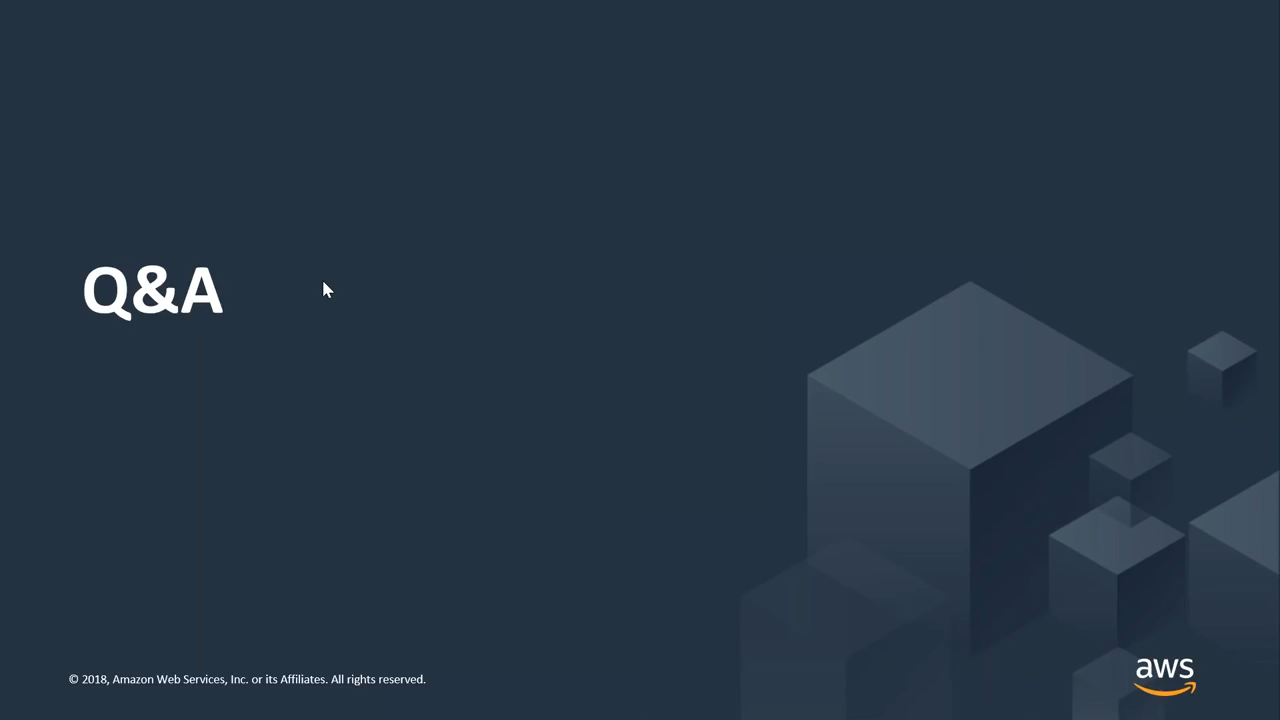 Q&A
© 2018, Amazon Web Services, Inc. or its Affiliates. All rights reserved.
aws